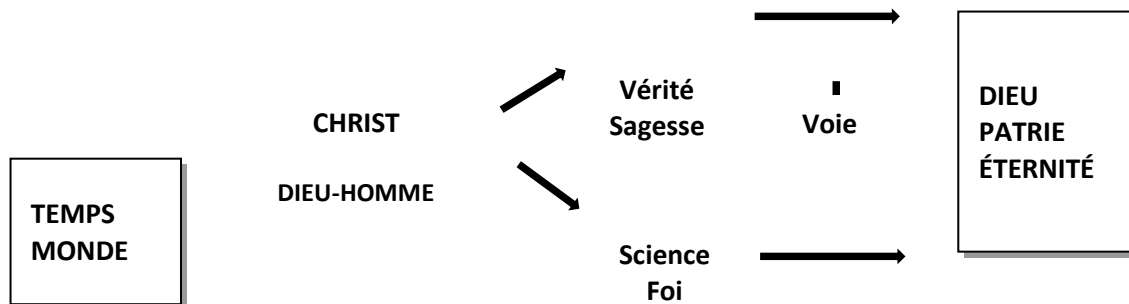 TEMPS
MONDE
CHRIST
DIEU-HOMME
Vérité
Sagesse
Voie
Science
Foi
DIEU
PATRIE
ÉTERNITÉ